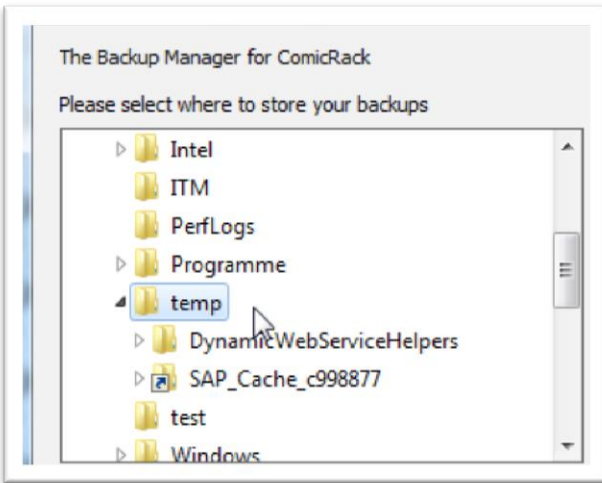 The Backup Manager for ComicRack
Please select where to store your backups
Intel
ITM
PerfLogs
Programme
temp
DynamicWebServiceHelpers
SAP_Cache_c998877
test
Windows